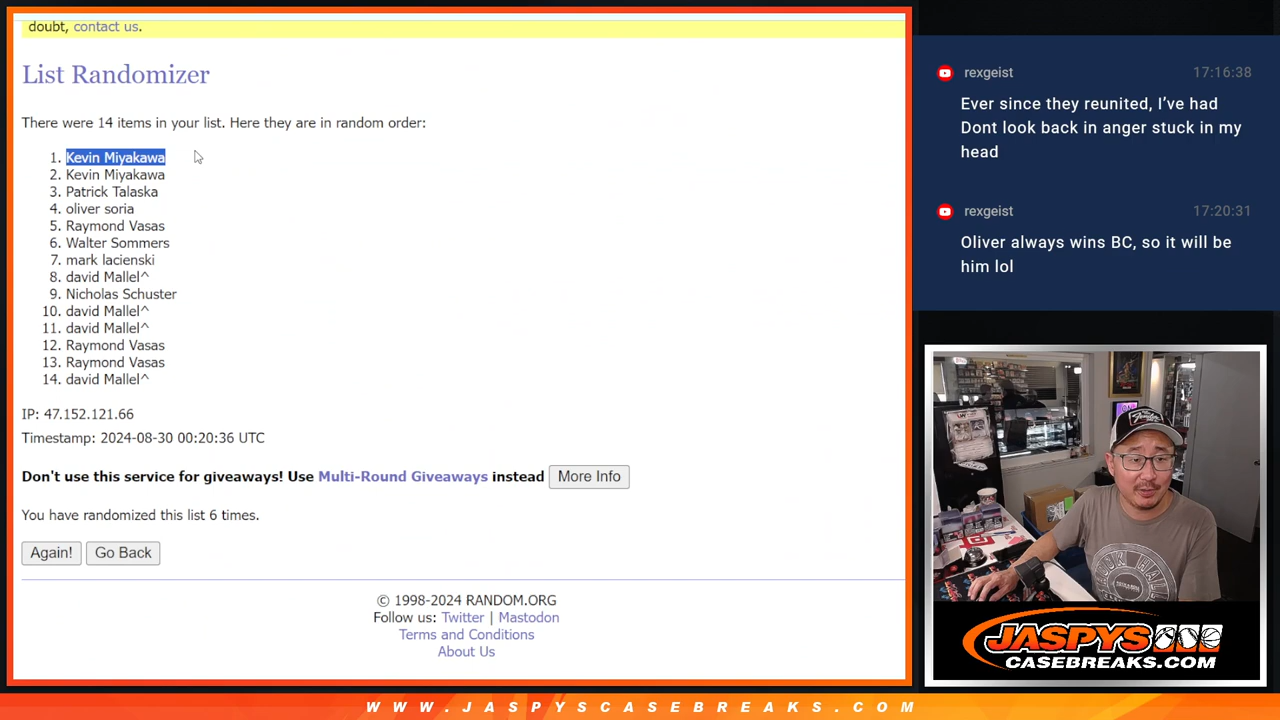 doubt, contact us.
List Randomizer
There were 14 items in your list. Here they are in random order:
1. Kevin Miyakawa
2. Kevin Miyakawa
3. Patrick Talaska
4. oliver soria
5. Raymond Vasas
6. Walter Sommers
7. mark lacienski
8. david Mallel^
9. Nicholas Schuster
10. david Mallel^
11. david Mallel^
12. Raymond Vasas
13. Raymond Vasas
14. david Mallel^
IP: 47.152.121.66
Timestamp: 2024-08-30 00:20:36 UTC
Don't use this service for giveaways! Use Multi-Round Giveaways instead More Info
You have randomized this list 6 times.
Again! Go Back
© 1998-2024 RANDOM.ORG
Follow us: Twitter | Mastodon
Terms and Conditions
About Us
rexgeist 17:16:38
Ever since they reunited, I’ve had
Dont look back in anger stuck in my
head
rexgeist 17:20:31
Oliver always wins BC, so it will be
him lol
Fender
JASPYS
CASEBREAKS.COM
WWW.JASPYSCASEBREAKS.COM